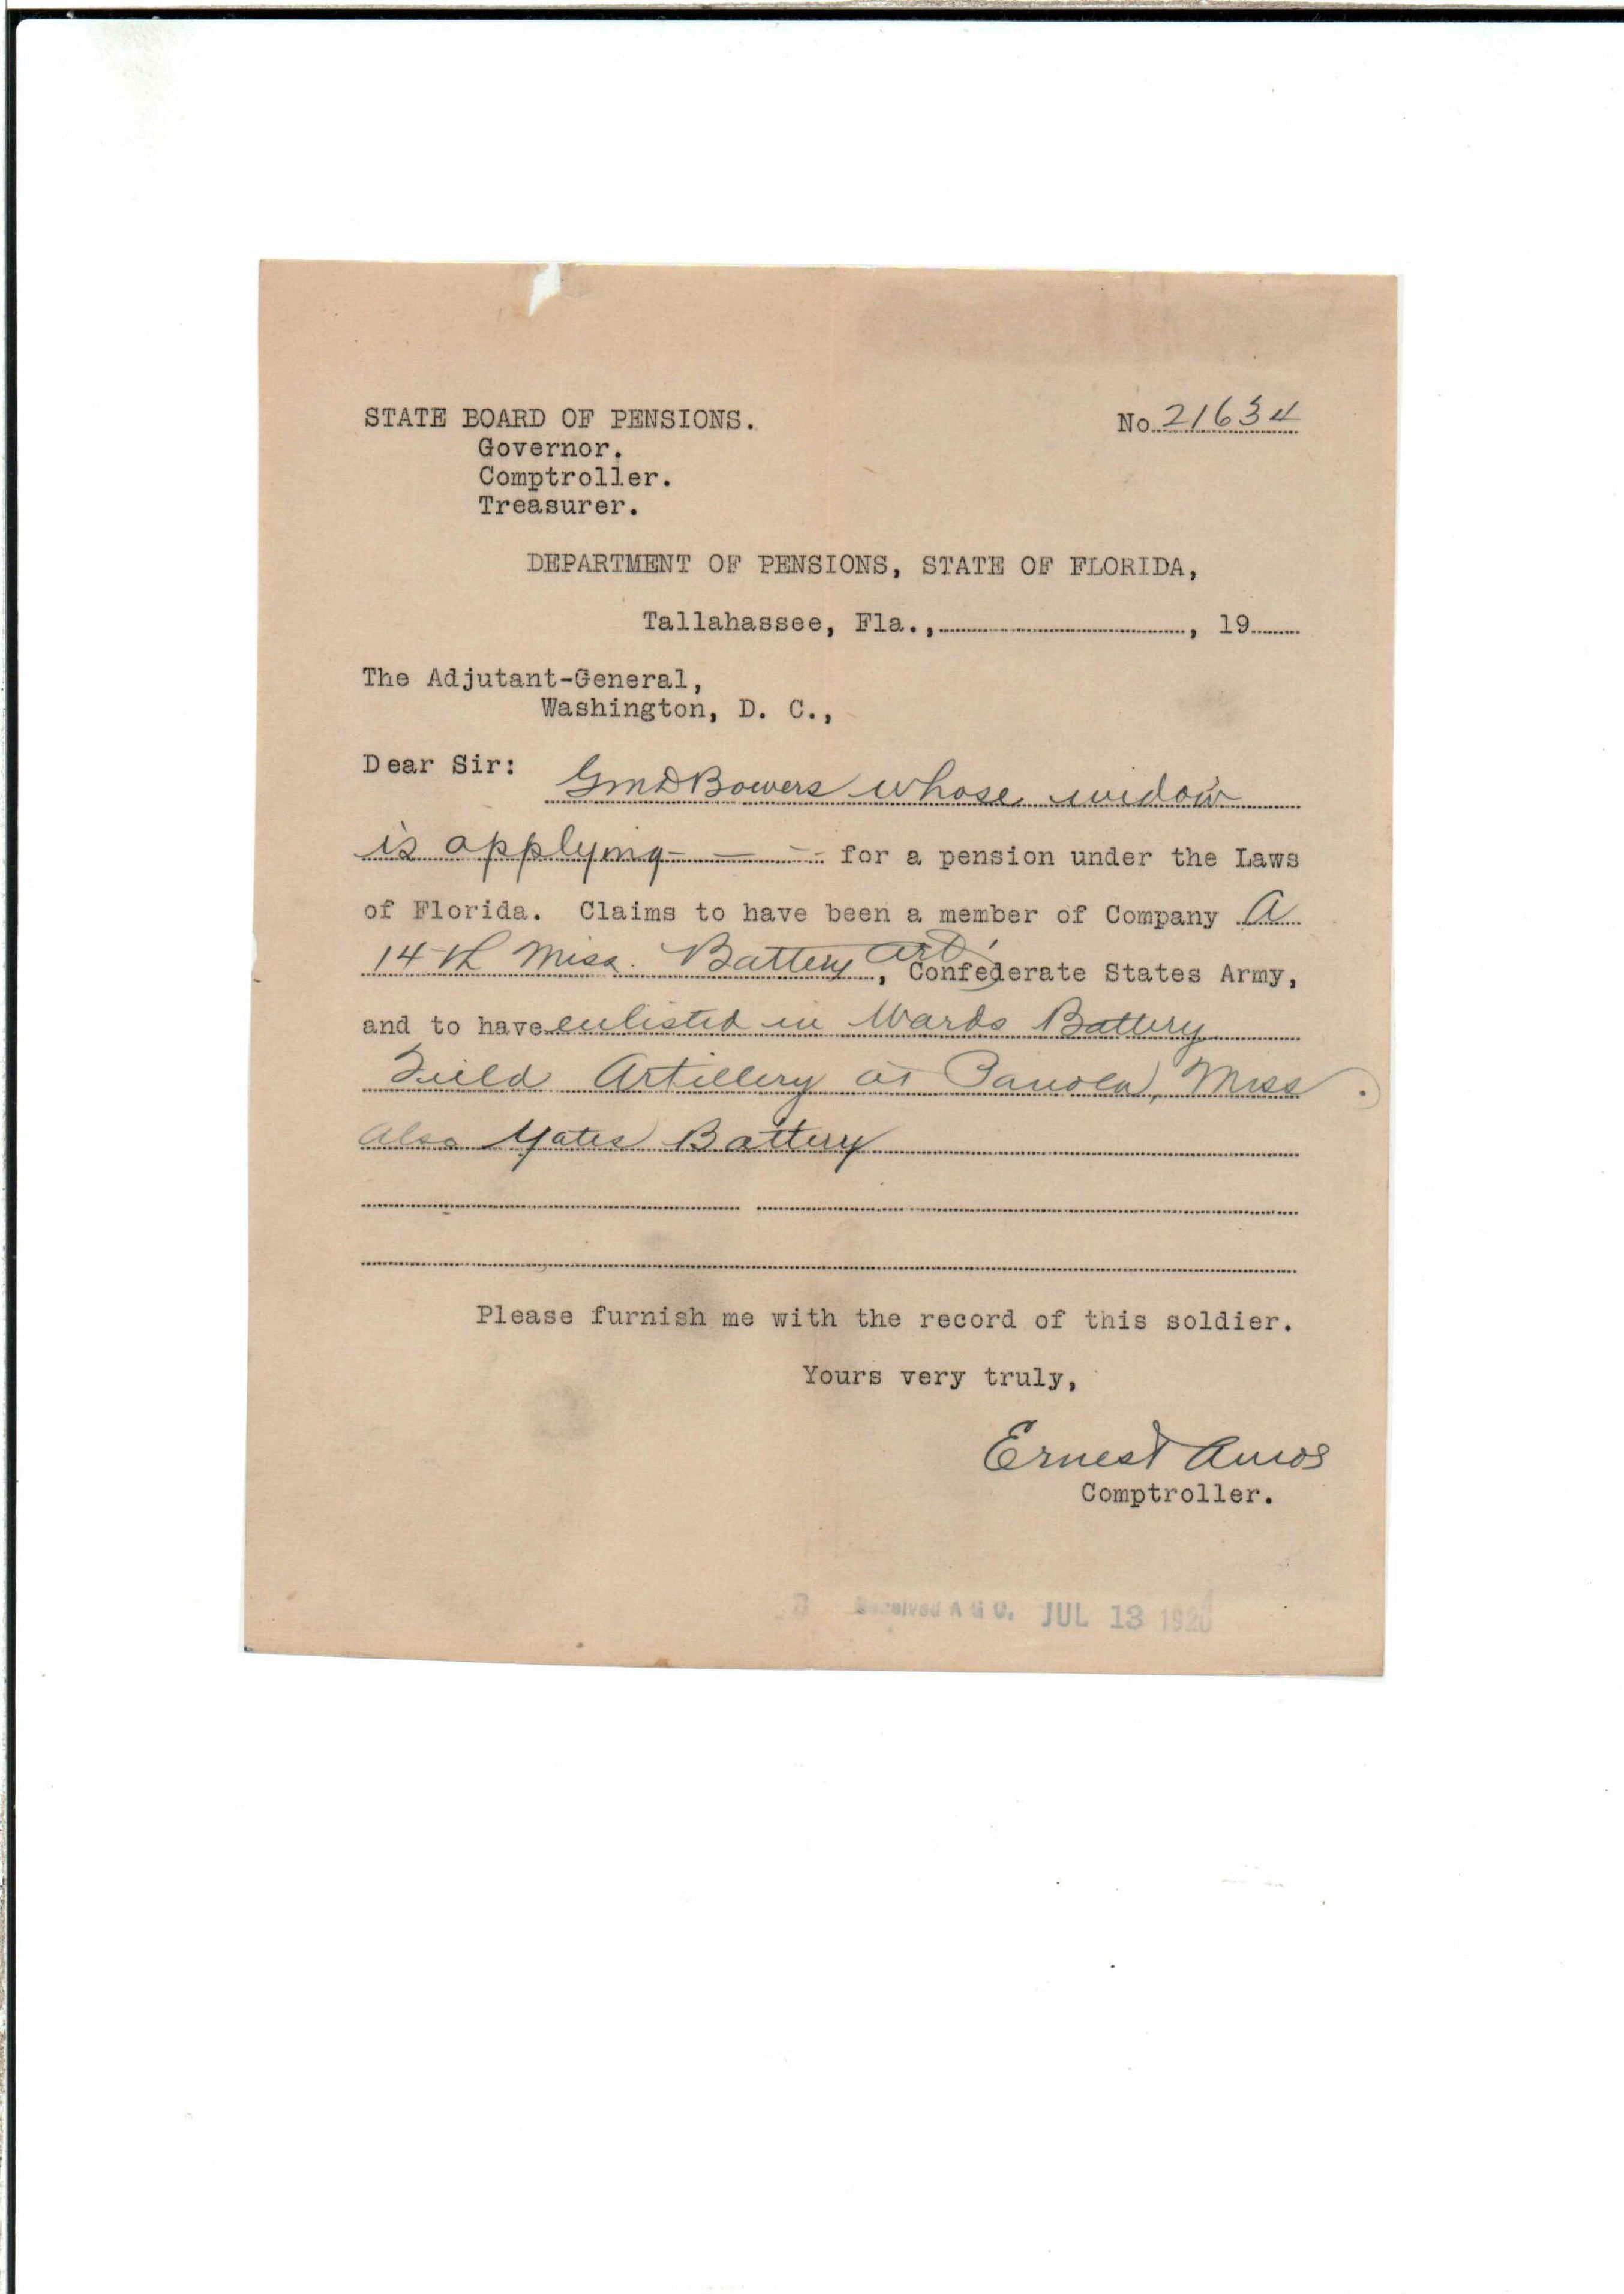 STATE BOARD OF PENSIONS.
No. 21634
Governor.
Comptroller.
Treasurer.
DEPARTMENT OF PENSIONS, STATE OF FLORIDA,
Tallahassee, Fla.,..............................., 19.......
The Adjutant-General,
Washington, D. C.,
Dear Sir:
GMD Bowers whose widow
is applying - — - for a pension under the Laws
of Florida. Claims to have been a member of Company A
14th Miss. Battery Art, Confederate States Army,
and to have enlisted in Wards Battery
Field Artillery at Panola, Miss.
also Yates Battery
Please furnish me with the record of this soldier.
Yours very truly,
Ernest Amos
Comptroller.
Received A G O. JUL 13 1920